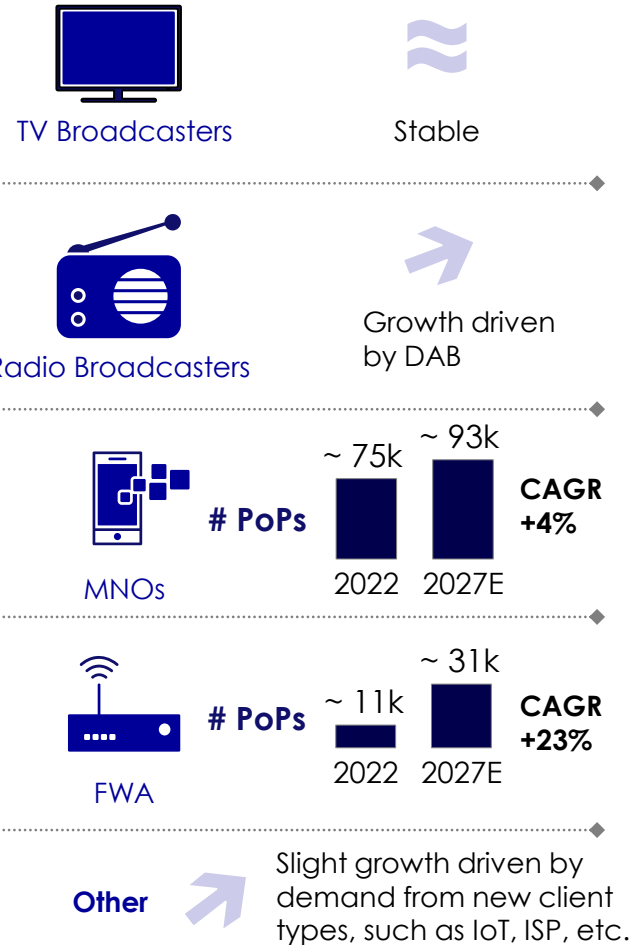 TV Broadcasters
Stable
Radio Broadcasters
Growth driven
by DAB
MNOs
# PoPs
~ 75k
~ 93k
2022
2027E
CAGR
+4%
FWA
# PoPs
~ 11k
~ 31k
2022
2027E
CAGR
+23%
Other
Slight growth driven by
demand from new client
types, such as IoT, ISP, etc.